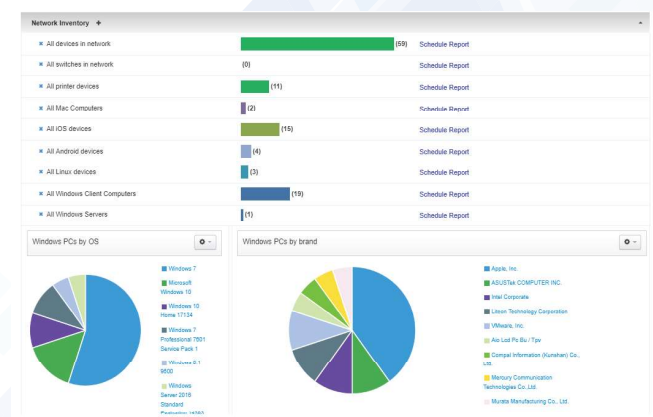 Network Inventory +
All devices in network (59) Schedule Report
All switches in network (0) Schedule Report
All printer devices (11) Schedule Report
All Mac Computers (2) Schedule Report
All iOS devices (15) Schedule Report
All Android devices (4) Schedule Report
All Linux devices (3) Schedule Report
All Windows Client Computers (19) Schedule Report
All Windows Servers (1) Schedule Report
Windows PCs by OS
Windows 7
Microsoft
Windows 10
Windows 10
Home 17134
Windows 7
Professional 7601
Service Pack 1
Windows 8.1
9600
Windows
Server 2016
Standard
Windows PCs by brand
Apple, Inc.
ASUSTek COMPUTER INC.
Intel Corporate
Liteon Technology Corporation
VMware, Inc.
Aio Lcd Pc Bu / Tpv
Compal Information (Kunshan) Co.,
Ltd.
Mercury Communication
Technologies Co.,Ltd.
Murata Manufacturing Co., Ltd.